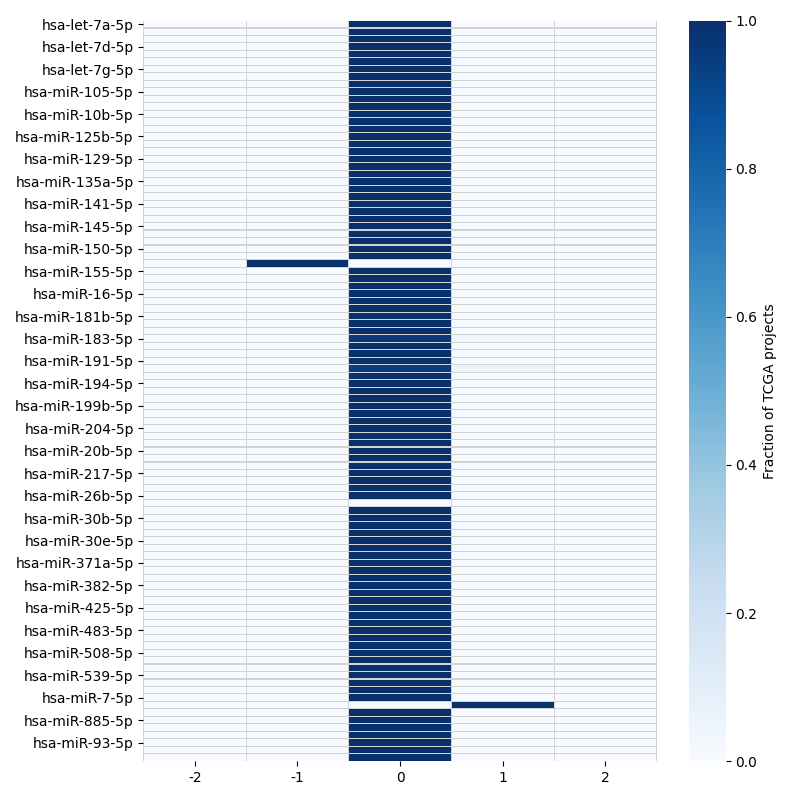 hsa-let-7a-5p
hsa-let-7d-5p
hsa-let-7g-5p
hsa-miR-105-5p
hsa-miR-10b-5p
hsa-miR-125b-5p
hsa-miR-129-5p
hsa-miR-135a-5p
hsa-miR-141-5p
hsa-miR-145-5p
hsa-miR-150-5p
hsa-miR-155-5p
hsa-miR-16-5p
hsa-miR-181b-5p
hsa-miR-183-5p
hsa-miR-191-5p
hsa-miR-194-5p
hsa-miR-199b-5p
hsa-miR-204-5p
hsa-miR-20b-5p
hsa-miR-217-5p
hsa-miR-26b-5p
hsa-miR-30b-5p
hsa-miR-30e-5p
hsa-miR-371a-5p
hsa-miR-382-5p
hsa-miR-425-5p
hsa-miR-483-5p
hsa-miR-508-5p
hsa-miR-539-5p
hsa-miR-7-5p
hsa-miR-885-5p
hsa-miR-93-5p
-2 -1 0 1 2
1.0
0.8
0.6
0.4
0.2
0.0
Fraction of TCGA projects